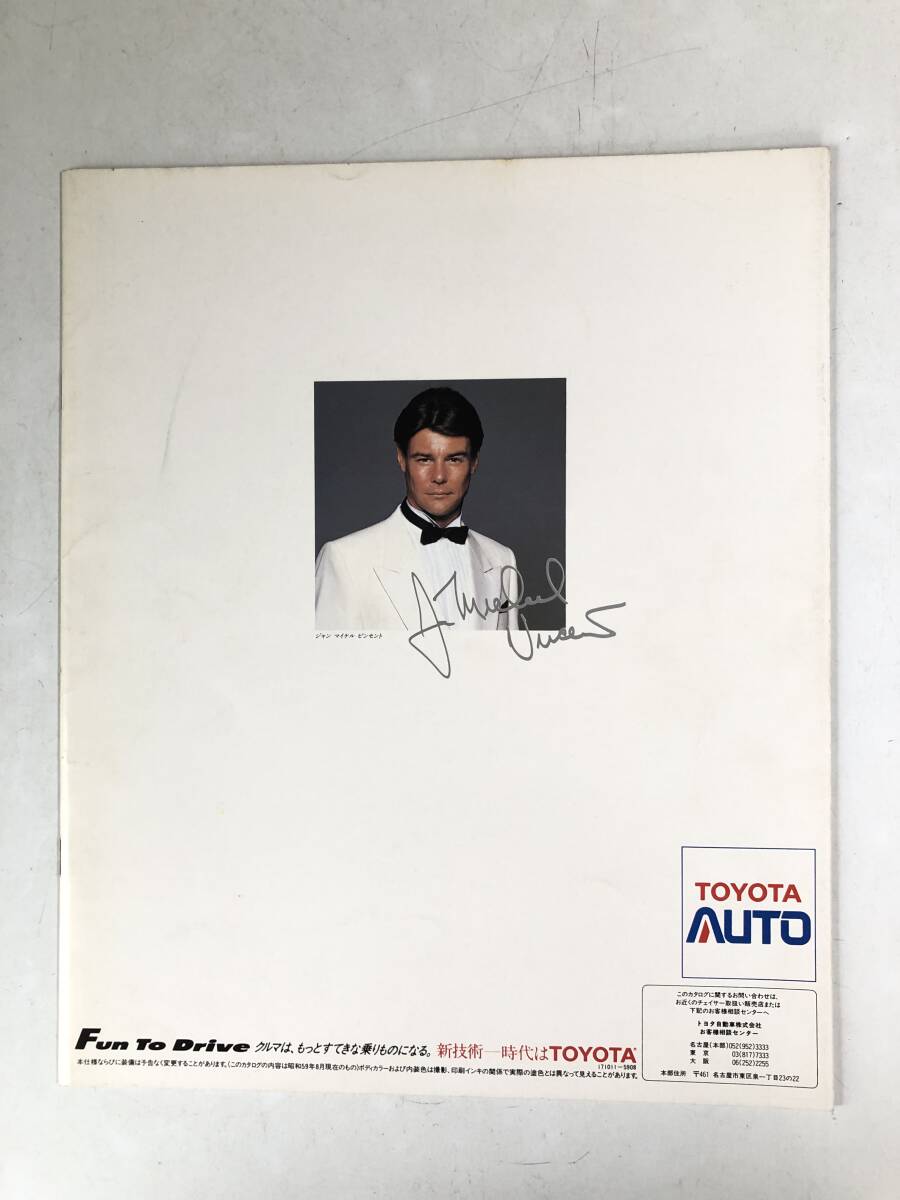 ジャン マイケル ビンセント
Jan Michael
Vincent
TOYOTA
AUTO
このカタログに関するお問い合わせは、
お近くのチェイサー取扱い販売店または
下記のお客様相談センターへ
トヨタ自動車株式会社
お客様相談センター
名古屋(本部)052(952)3333
東 京 03(817)7333
大 阪 06(252)2255
本部住所 〒461 名古屋市東区泉一丁目23の22
Fun To Drive クルマは、もっとすてきな乗りものになる。 新技術一時代はTOYOTA
171011—5908
本仕様ならびに装備は予告なく変更することがあります。(このカタログの内容は昭和59年8月現在のもの)ボディカラーおよび内装色は撮影、印刷インキの関係で実際の塗色とは異なって見えることがあります。